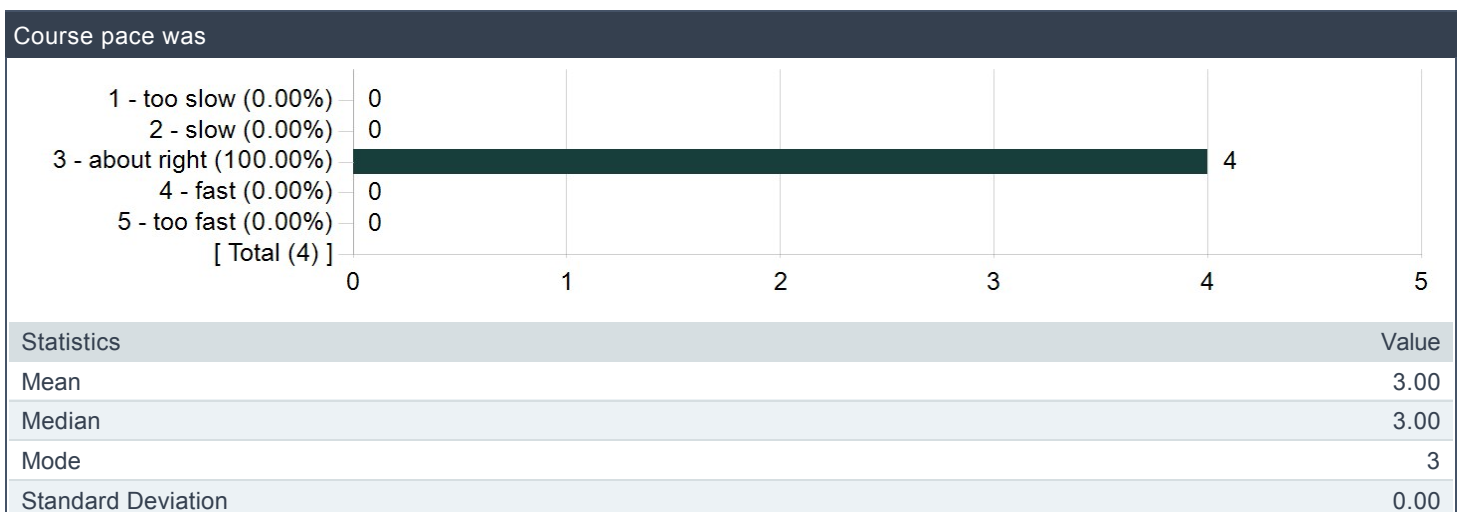 Course pace was
1 - too slow (0.00%) 0
2 - slow (0.00%) 0
3 - about right (100.00%) 4
4 - fast (0.00%) 0
5 - too fast (0.00%) 0
[ Total (4) ]
0 1 2 3 4 5
Statistics Value
Mean 3.00
Median 3.00
Mode 3
Standard Deviation 0.00